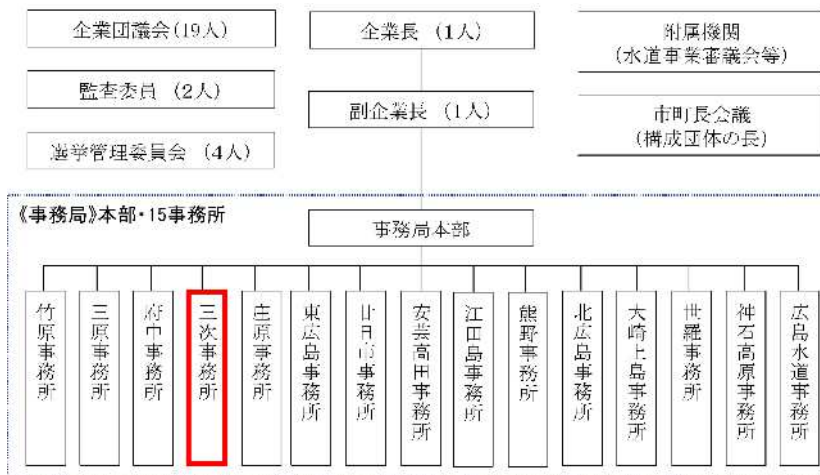 企業団議会(19人)
企業長 (1人)
附属機関
(水道事業審議会等)
監査委員 (2人)
副企業長 (1人)
市町長会議
(構成団体の長)
選挙管理委員会 (4人)
《事務局》本部・15事務所
事務局本部
竹原事務所
三原事務所
府中事務所
三次事務所
庄原事務所
東広島事務所
廿日市事務所
安芸高田事務所
江田島事務所
熊野事務所
北広島事務所
大崎上島事務所
世羅事務所
神石高原事務所
広島水道事務所